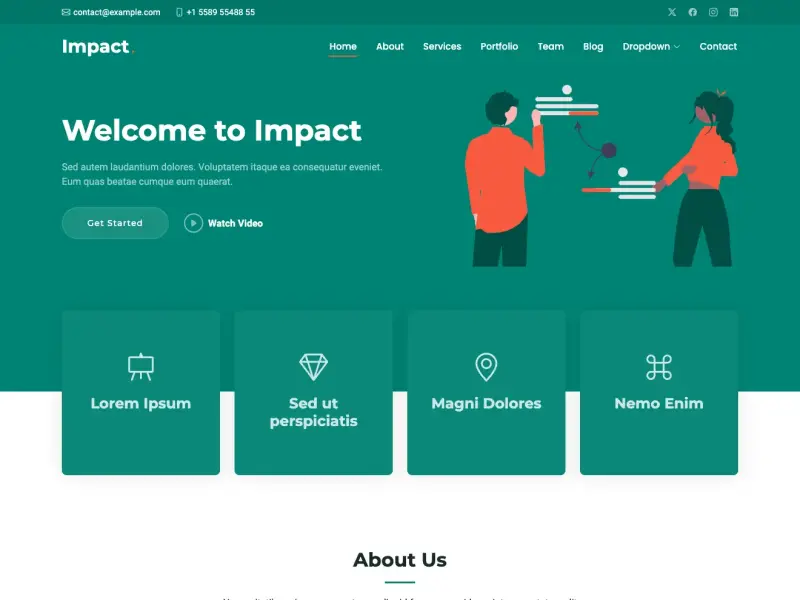 contact@example.com +1 5589 55488 55
Impact.
Home About Services Portfolio Team Blog Dropdown Contact
Welcome to Impact
Sed autem laudantium dolores. Voluptatem itaque ea consequatur eveniet.
Eum quas beatae cumque eum quaerat.
Get Started Watch Video
Lorem Ipsum
Sed ut
perspiciatis
Magni Dolores
Nemo Enim
About Us